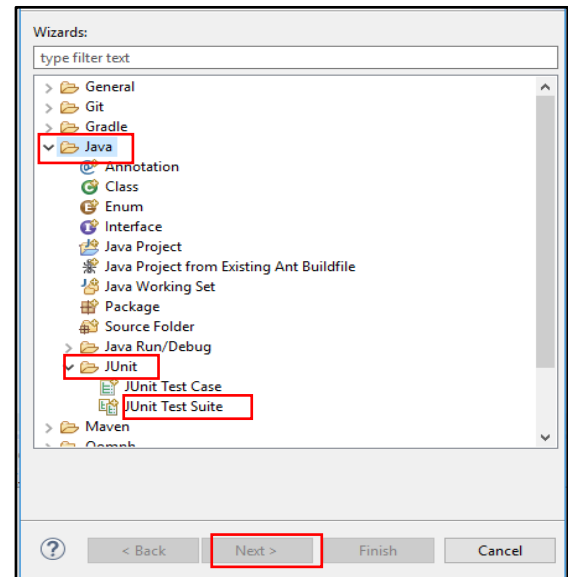 Wizards:
type filter text
General
Git
Gradle
Java
Annotation
Class
Enum
Interface
Java Project
Java Project from Existing Ant Buildfile
Java Working Set
Package
Source Folder
Java Run/Debug
JUnit
JUnit Test Case
JUnit Test Suite
Maven
Oomph
? < Back Next > Finish Cancel